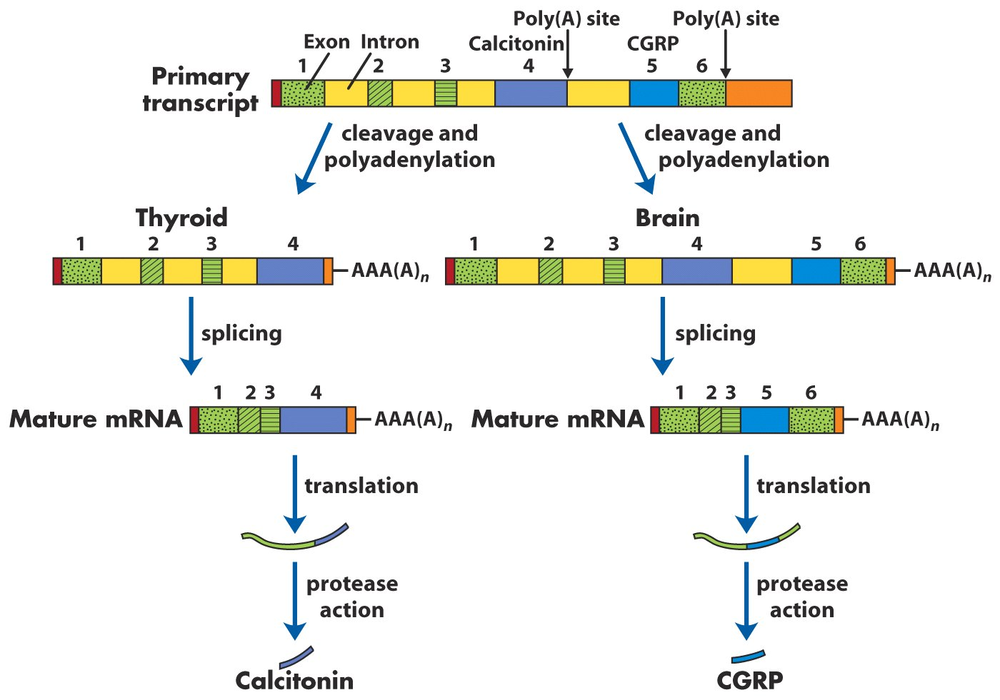 Poly(A) site Poly(A) site
Exon Intron Calcitonin CGRP
1 2 3 4 5 6
Primary
transcript
cleavage and
polyadenylation
cleavage and
polyadenylation
Thyroid
1 2 3 4
AAA(A)n
Brain
1 2 3 4 5 6
AAA(A)n
splicing
splicing
1 2 3 4
Mature mRNA AAA(A)n
1 2 3 5 6
Mature mRNA AAA(A)n
translation
translation
protease
action
protease
action
Calcitonin
CGRP